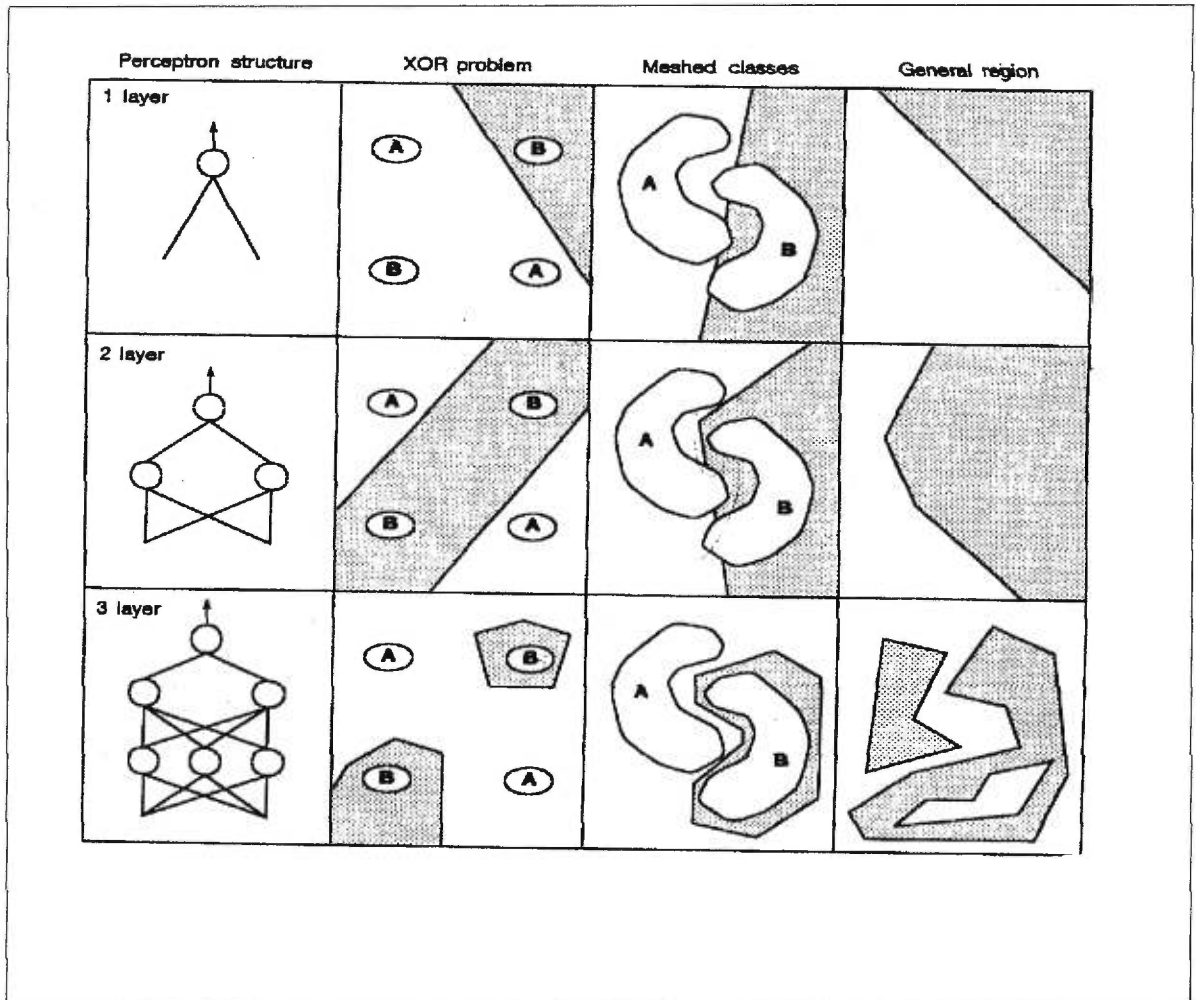 Perceptron structure XOR problem Meshed classes General region
1 layer
A B
A
B
B A
2 layer
A B
A
B
B A
3 layer
A B
A
B
B A